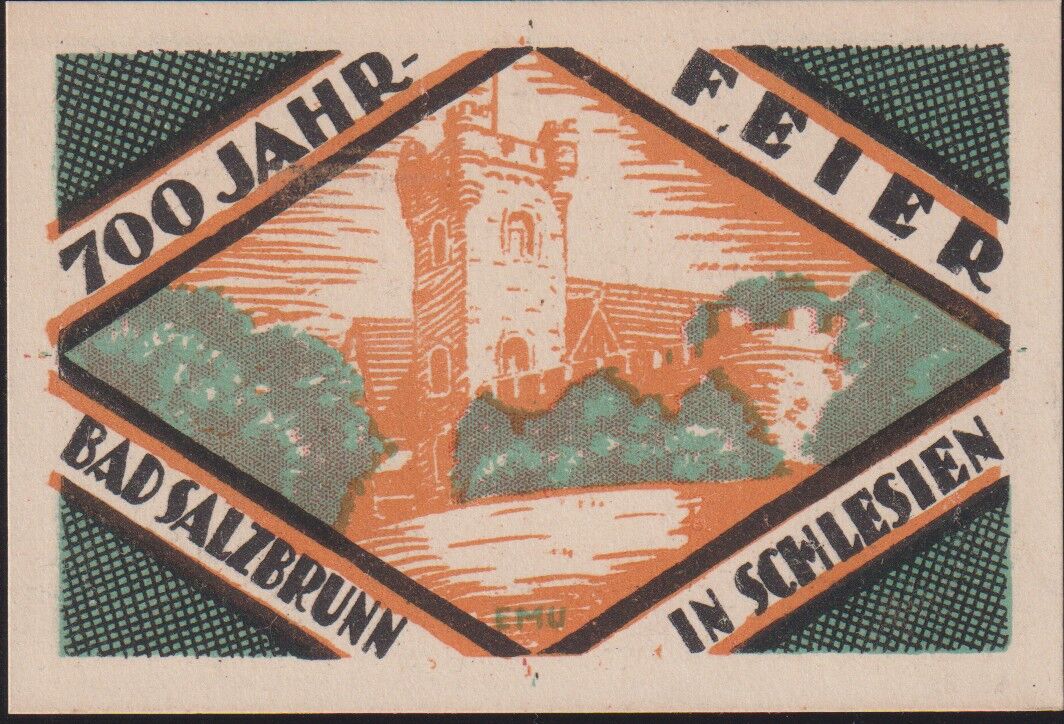 700 JAHR-
FEIER
BAD SALZBRUNN
IN SCHLESIEN
EMU